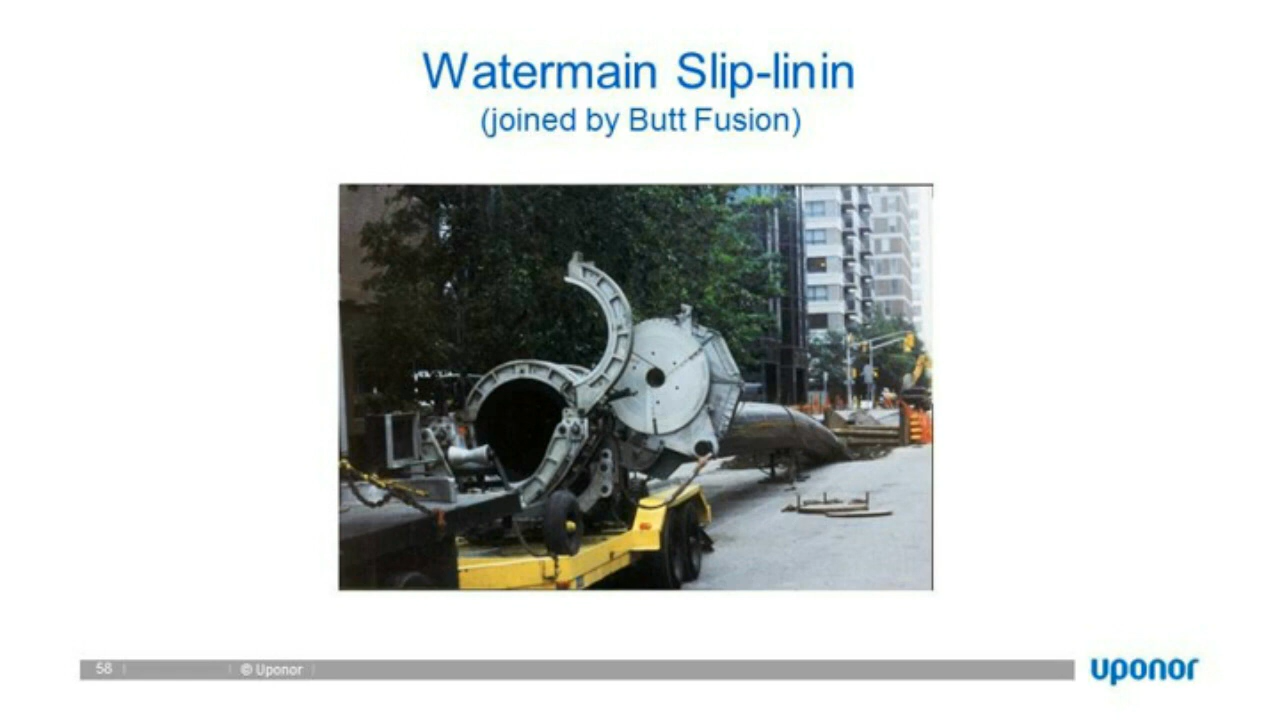 Watermain Slip-linin
(joined by Butt Fusion)
58
© Uponor
uponor